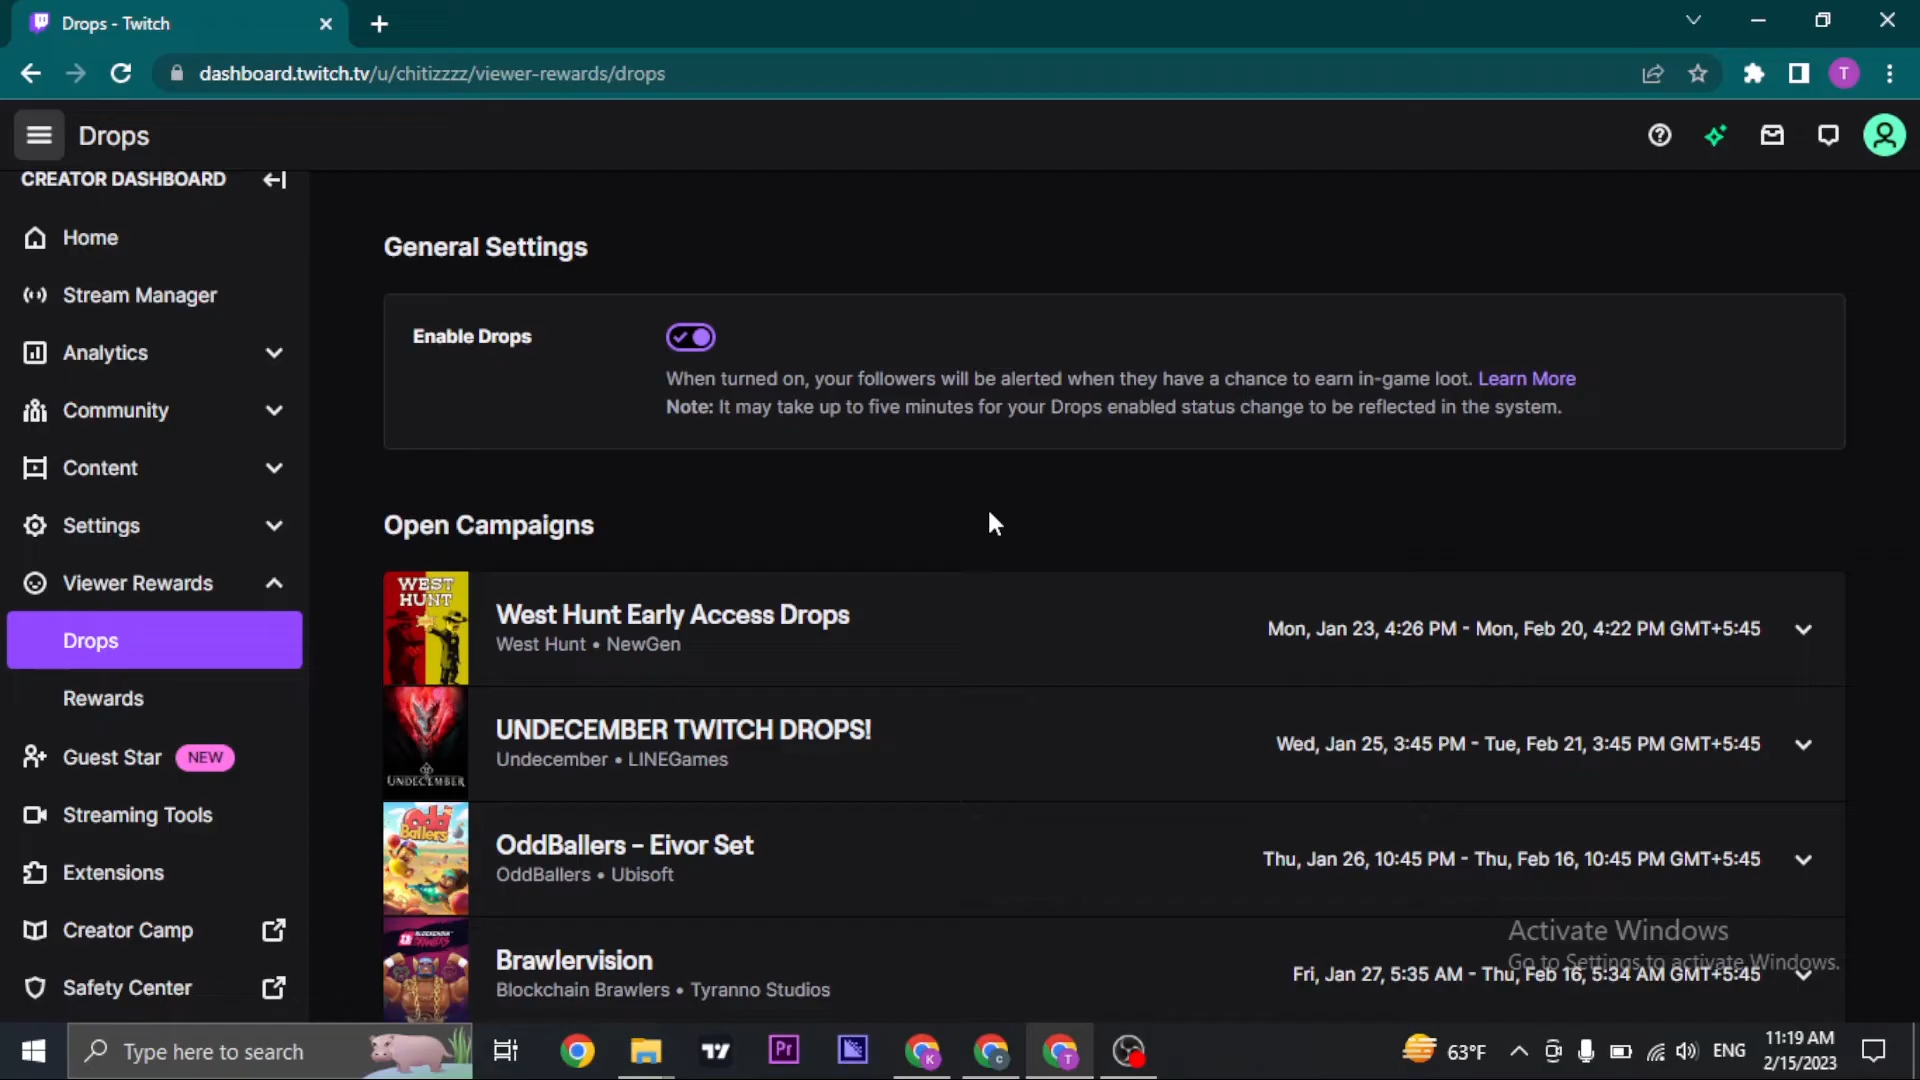 Drops - Twitch
dashboard.twitch.tv/u/chitizzzz/viewer-rewards/drops
T
Drops
CREATOR DASHBOARD
Home
Stream Manager
Analytics
Community
Content
Settings
Viewer Rewards
Drops
Rewards
Guest Star NEW
Streaming Tools
Extensions
Creator Camp
Safety Center
General Settings
Enable Drops
When turned on, your followers will be alerted when they have a chance to earn in-game loot. Learn More
Note: It may take up to five minutes for your Drops enabled status change to be reflected in the system.
Open Campaigns
WEST
HUNT
West Hunt Early Access Drops
West Hunt • NewGen
Mon, Jan 23, 4:26 PM - Mon, Feb 20, 4:22 PM GMT+5:45
UNDECEMBER
UNDECEMBER TWITCH DROPS!
Undecember • LINEGames
Wed, Jan 25, 3:45 PM - Tue, Feb 21, 3:45 PM GMT+5:45
Odd
Ballers
OddBallers - Eivor Set
OddBallers • Ubisoft
Thu, Jan 26, 10:45 PM - Thu, Feb 16, 10:45 PM GMT+5:45
BLOCKCHAIN
BRAWLERS
Brawlervision
Blockchain Brawlers • Tyranno Studios
Fri, Jan 27, 5:35 AM - Thu, Feb 16, 5:34 AM GMT+5:45
Activate Windows
Go to Settings to activate Windows.
Type here to search
Pr
K
C
T
63°F
ENG
11:19 AM
2/15/2023